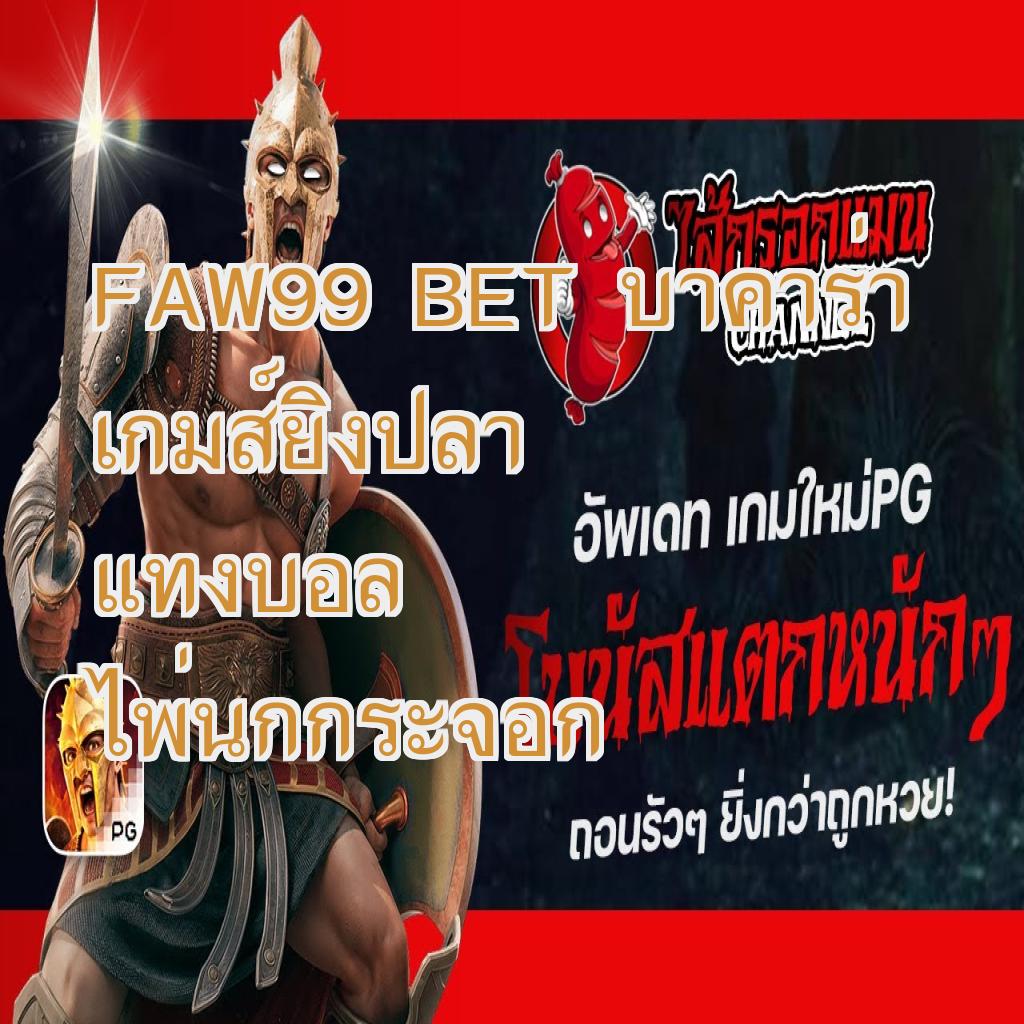 ไส้กรอกแมน
CHANNEL
FAW99 BET บาคาร่า
เกมส์ยิงปลา
แทงบอล
ไพ่นกกระจอก
อัพเดท เกมใหม่PG
โบนัสแตกหนักๆ
ถอนรัวๆ ยิ่งกว่าถูกหวย!
PG